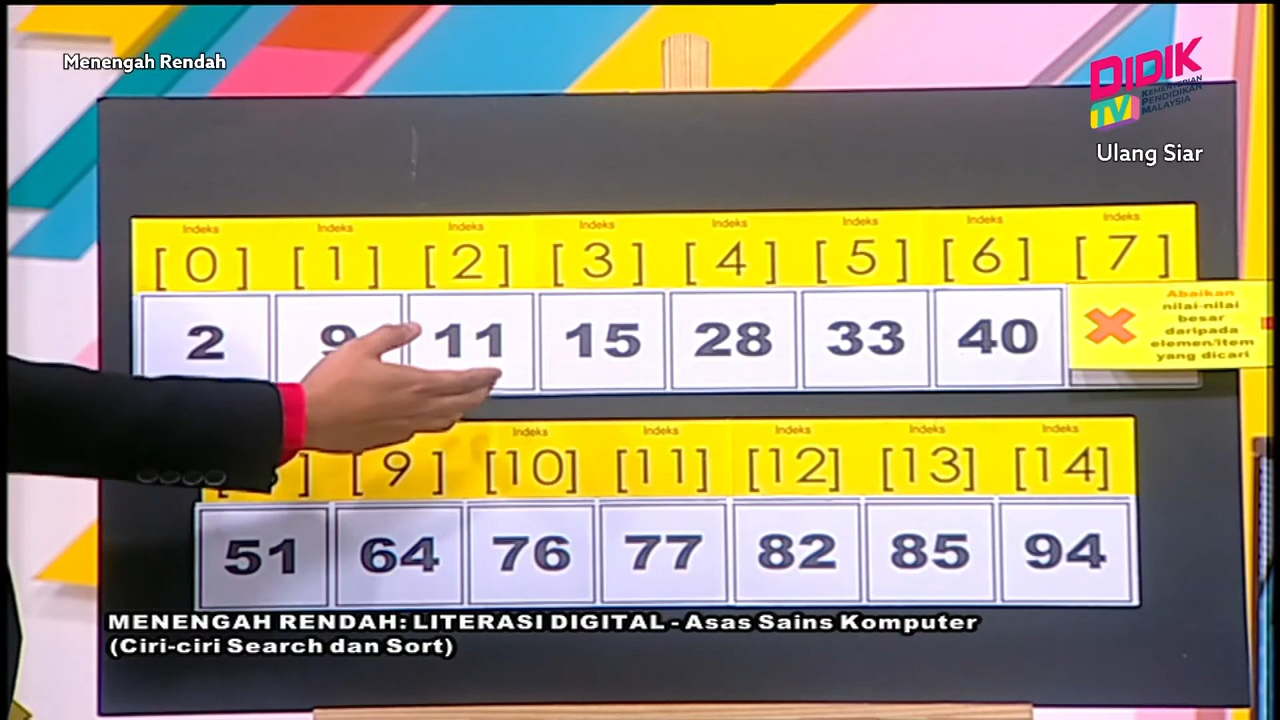 Menengah Rendah
DIDIK
TV
KEMENTERIAN
PENDIDIKAN
MALAYSIA
Ulang Siar
Indeks Indeks Indeks Indeks Indeks Indeks Indeks Indeks
[0] [1] [2] [3] [4] [5] [6] [7]
2 9 11 15 28 33 40
Abaikan
nilai-nilai
besar
daripada
elemen/item
yang dicari
Indeks Indeks Indeks Indeks Indeks
[9] [10] [11] [12] [13] [14]
51 64 76 77 82 85 94
MENENGAH RENDAH: LITERASI DIGITAL - Asas Sains Komputer
(Ciri-ciri Search dan Sort)